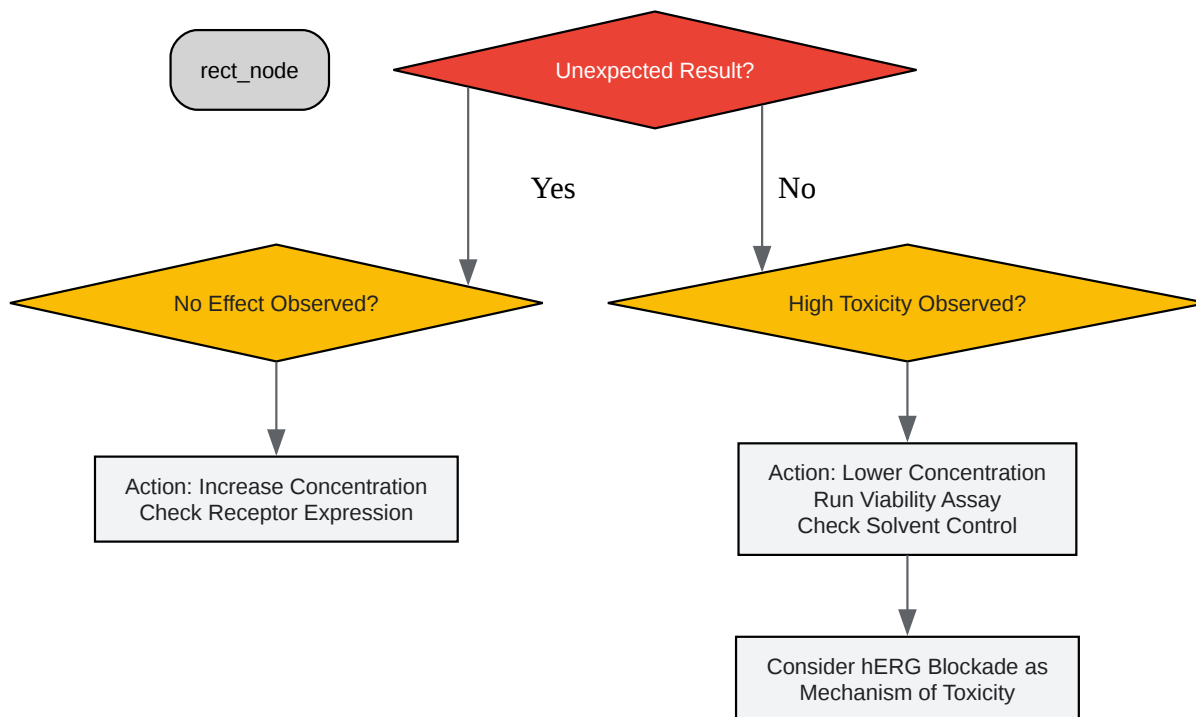 rect_node
Unexpected Result?
Yes
No
No Effect Observed?
High Toxicity Observed?
Action: Increase Concentration
Check Receptor Expression
Action: Lower Concentration
Run Viability Assay
Check Solvent Control
Consider hERG Blockade as
Mechanism of Toxicity